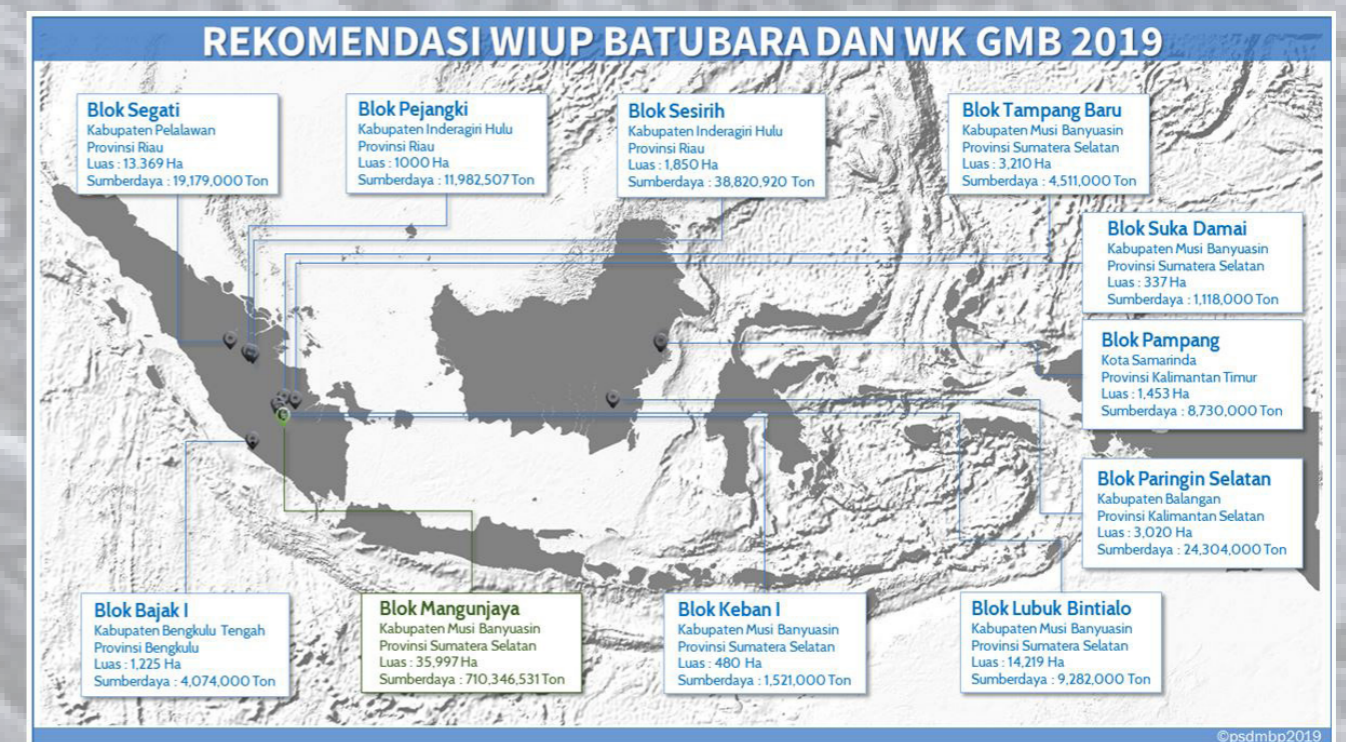 REKOMENDASI WIUP BATUBARA DAN WK GMB 2019
Blok Segati
Kabupaten Pelalawan
Provinsi Riau
Luas : 13.369 Ha
Sumberdaya : 19,179,000 Ton
Blok Pejangki
Kabupaten Inderagiri Hulu
Provinsi Riau
Luas : 1000 Ha
Sumberdaya : 11,982,507 Ton
Blok Sesirih
Kabupaten Inderagiri Hulu
Provinsi Riau
Luas : 1,850 Ha
Sumberdaya : 38,820,920 Ton
Blok Tampang Baru
Kabupaten Musi Banyuasin
Provinsi Sumatera Selatan
Luas : 3,210 Ha
Sumberdaya : 4,511,000 Ton
Blok Suka Damai
Kabupaten Musi Banyuasin
Provinsi Sumatera Selatan
Luas : 337 Ha
Sumberdaya : 1,118,000 Ton
Blok Pampang
Kota Samarinda
Provinsi Kalimantan Timur
Luas : 1,453 Ha
Sumberdaya : 8,730,000 Ton
Blok Paringin Selatan
Kabupaten Balangan
Provinsi Kalimantan Selatan
Luas : 3,020 Ha
Sumberdaya : 24,304,000 Ton
Blok Bajak I
Kabupaten Bengkulu Tengah
Provinsi Bengkulu
Luas : 1,225 Ha
Sumberdaya : 4,074,000 Ton
Blok Mangunjaya
Kabupaten Musi Banyuasin
Provinsi Sumatera Selatan
Luas : 35,997 Ha
Sumberdaya : 710,346,531 Ton
Blok Keban I
Kabupaten Musi Banyuasin
Provinsi Sumatera Selatan
Luas : 480 Ha
Sumberdaya : 1,521,000 Ton
Blok Lubuk Bintialo
Kabupaten Musi Banyuasin
Provinsi Sumatera Selatan
Luas : 14,219 Ha
Sumberdaya : 9,282,000 Ton
©psdmbp2019